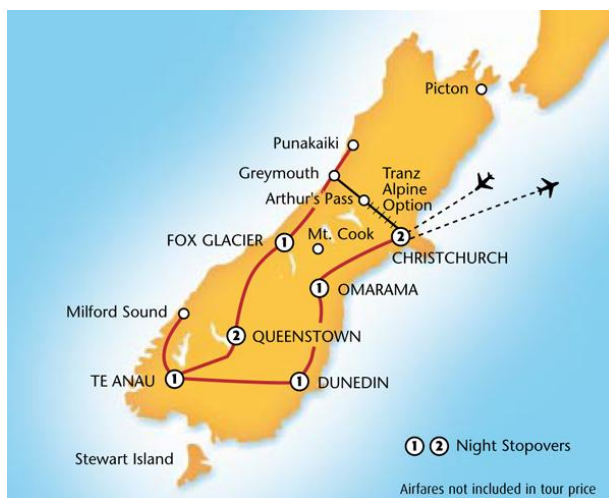 Picton
Punakaiki
Greymouth
Tranz
Alpine
Option
Arthur's Pass
FOX GLACIER
1
Mt. Cook
2
CHRISTCHURCH
1
OMARAMA
Milford Sound
2
QUEENSTOWN
TE ANAU
1
1
DUNEDIN
Stewart Island
1 2 Night Stopovers
Airfares not included in tour price